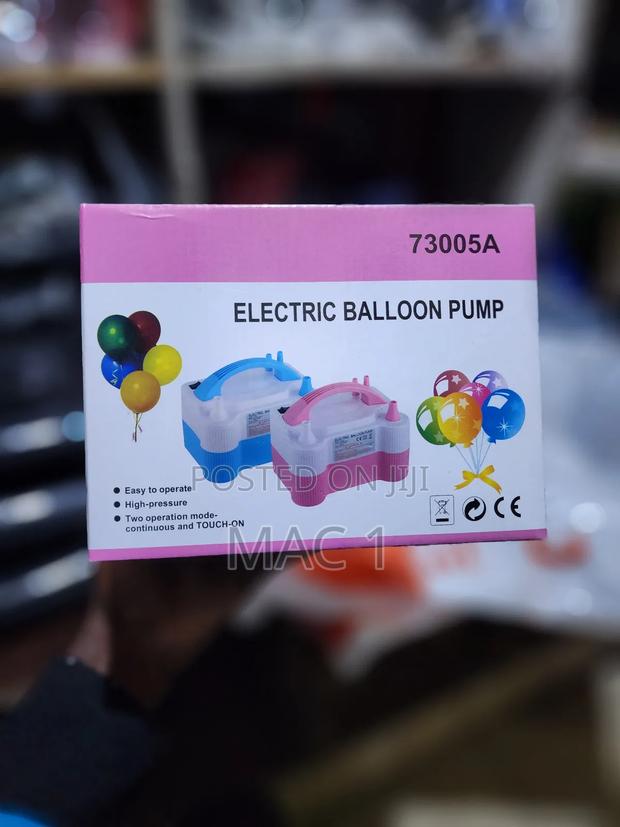 73005A
ELECTRIC BALLOON PUMP
● Easy to operate
● High-pressure
● Two operation mode-
continuous and TOUCH-ON
CE
POSTED ON JIJI
MAC 1